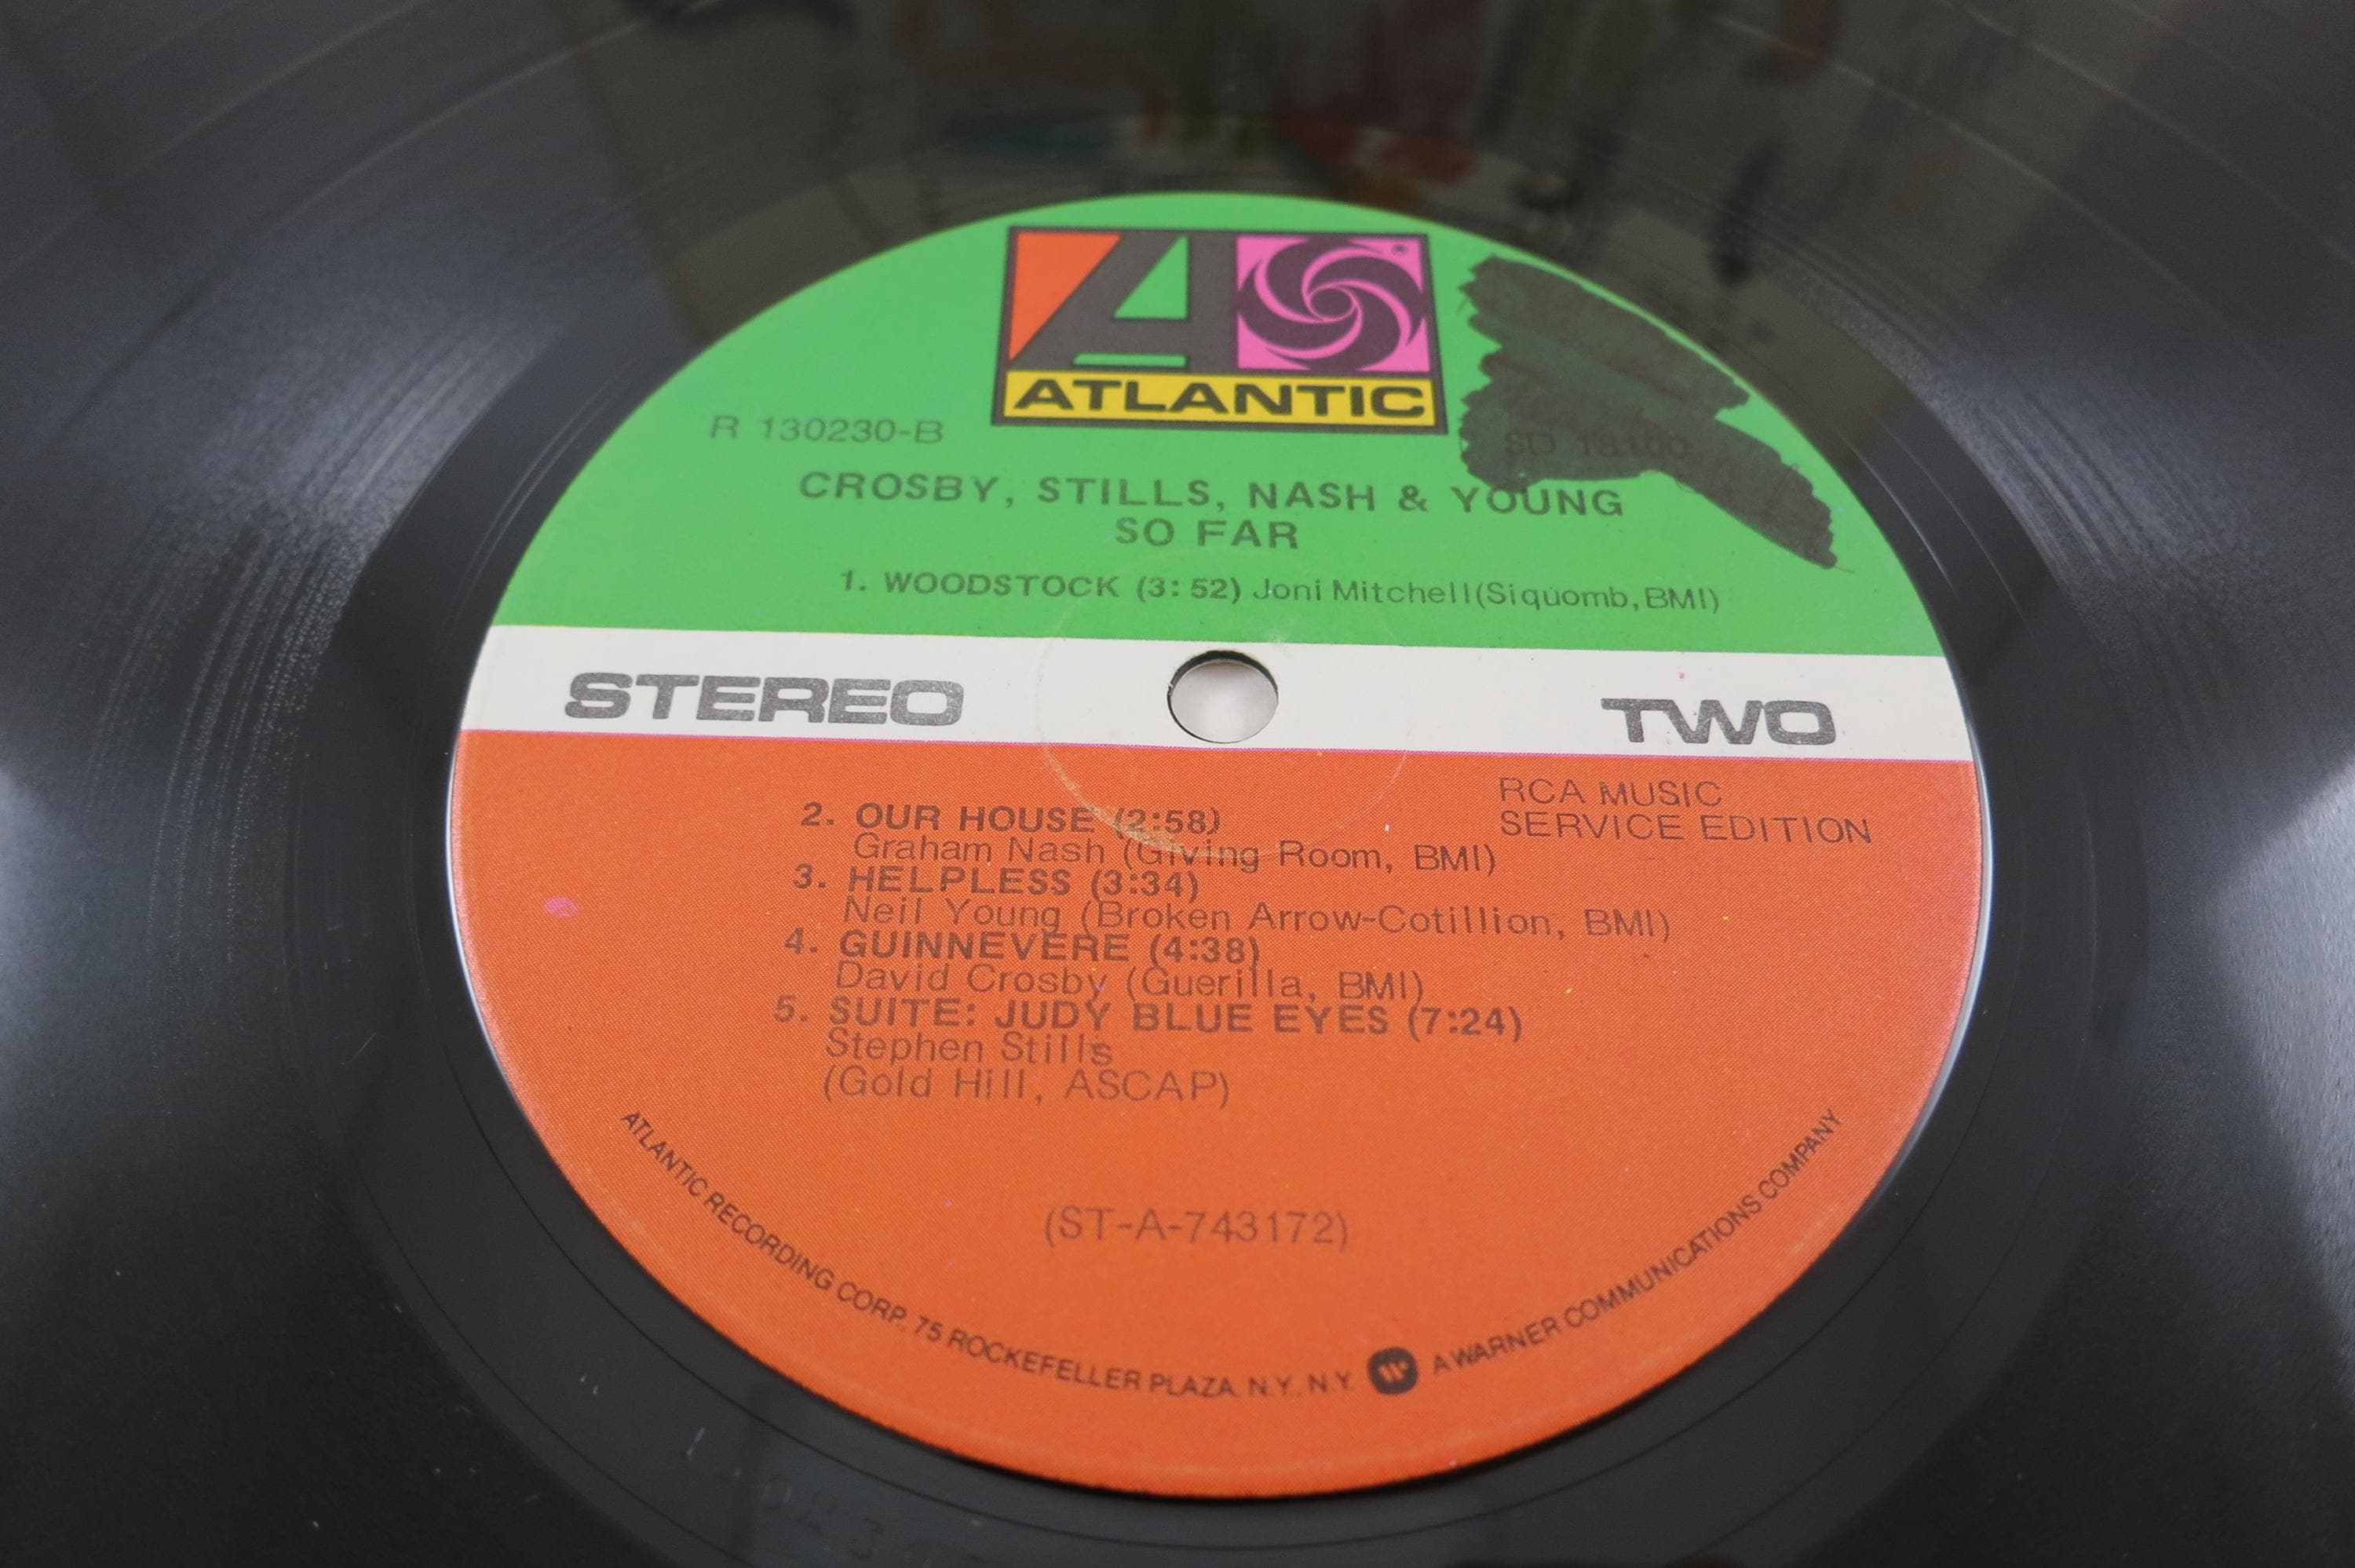 ATLANTIC
R 130230-B
SD 18100
CROSBY, STILLS, NASH & YOUNG
SO FAR
1. WOODSTOCK (3:52) Joni Mitchell (Siquomb, BMI)
STEREO
TWO
RCA MUSIC
SERVICE EDITION
2. OUR HOUSE (2:58)
Graham Nash (Giving Room, BMI)
3. HELPLESS (3:34)
Neil Young (Broken Arrow-Cotillion, BMI)
4. GUINNEVERE (4:38)
David Crosby (Guerilla, BMI)
5. SUITE: JUDY BLUE EYES (7:24)
Stephen Stills
(Gold Hill, ASCAP)
(ST-A-743172)
ATLANTIC RECORDING CORP. 75 ROCKEFELLER PLAZA N.Y. N.Y. A WARNER COMMUNICATIONS COMPANY